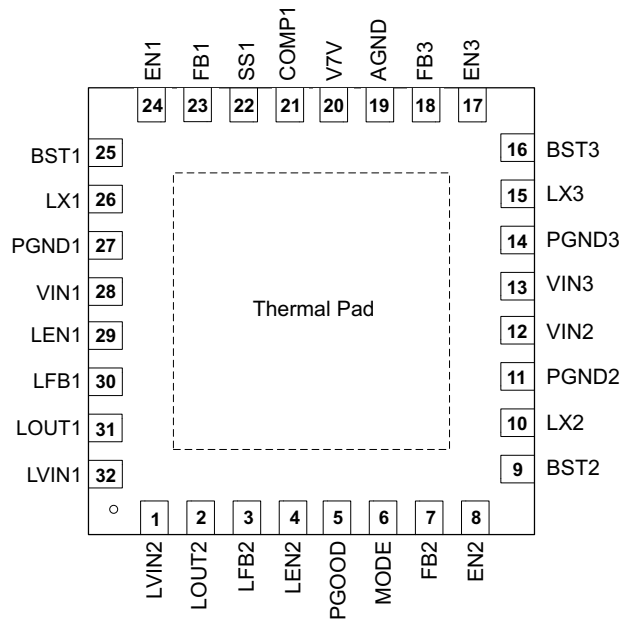 EN1
FB1
SS1
COMP1
V7V
AGND
FB3
EN3
24 23 22 21 20 19 18 17
BST1 25
LX1 26
PGND1 27
VIN1 28
LEN1 29
LFB1 30
LOUT1 31
LVIN1 32
Thermal Pad
16 BST3
15 LX3
14 PGND3
13 VIN3
12 VIN2
11 PGND2
10 LX2
9 BST2
1 2 3 4 5 6 7 8
LVIN2
LOUT2
LFB2
LEN2
PGOOD
MODE
FB2
EN2